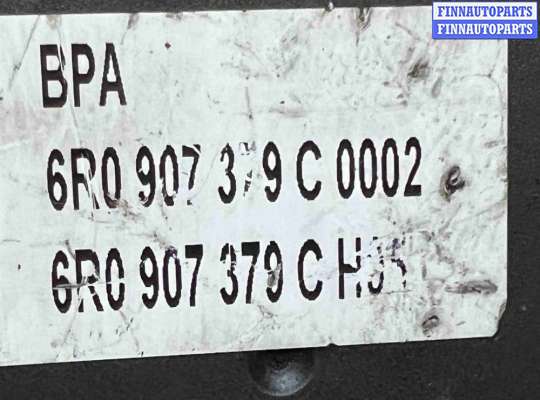 FINNAUTOPARTS
FINNAUTOPARTS
BPA
6R0 907 379 C 0002
6R0 907 379 C